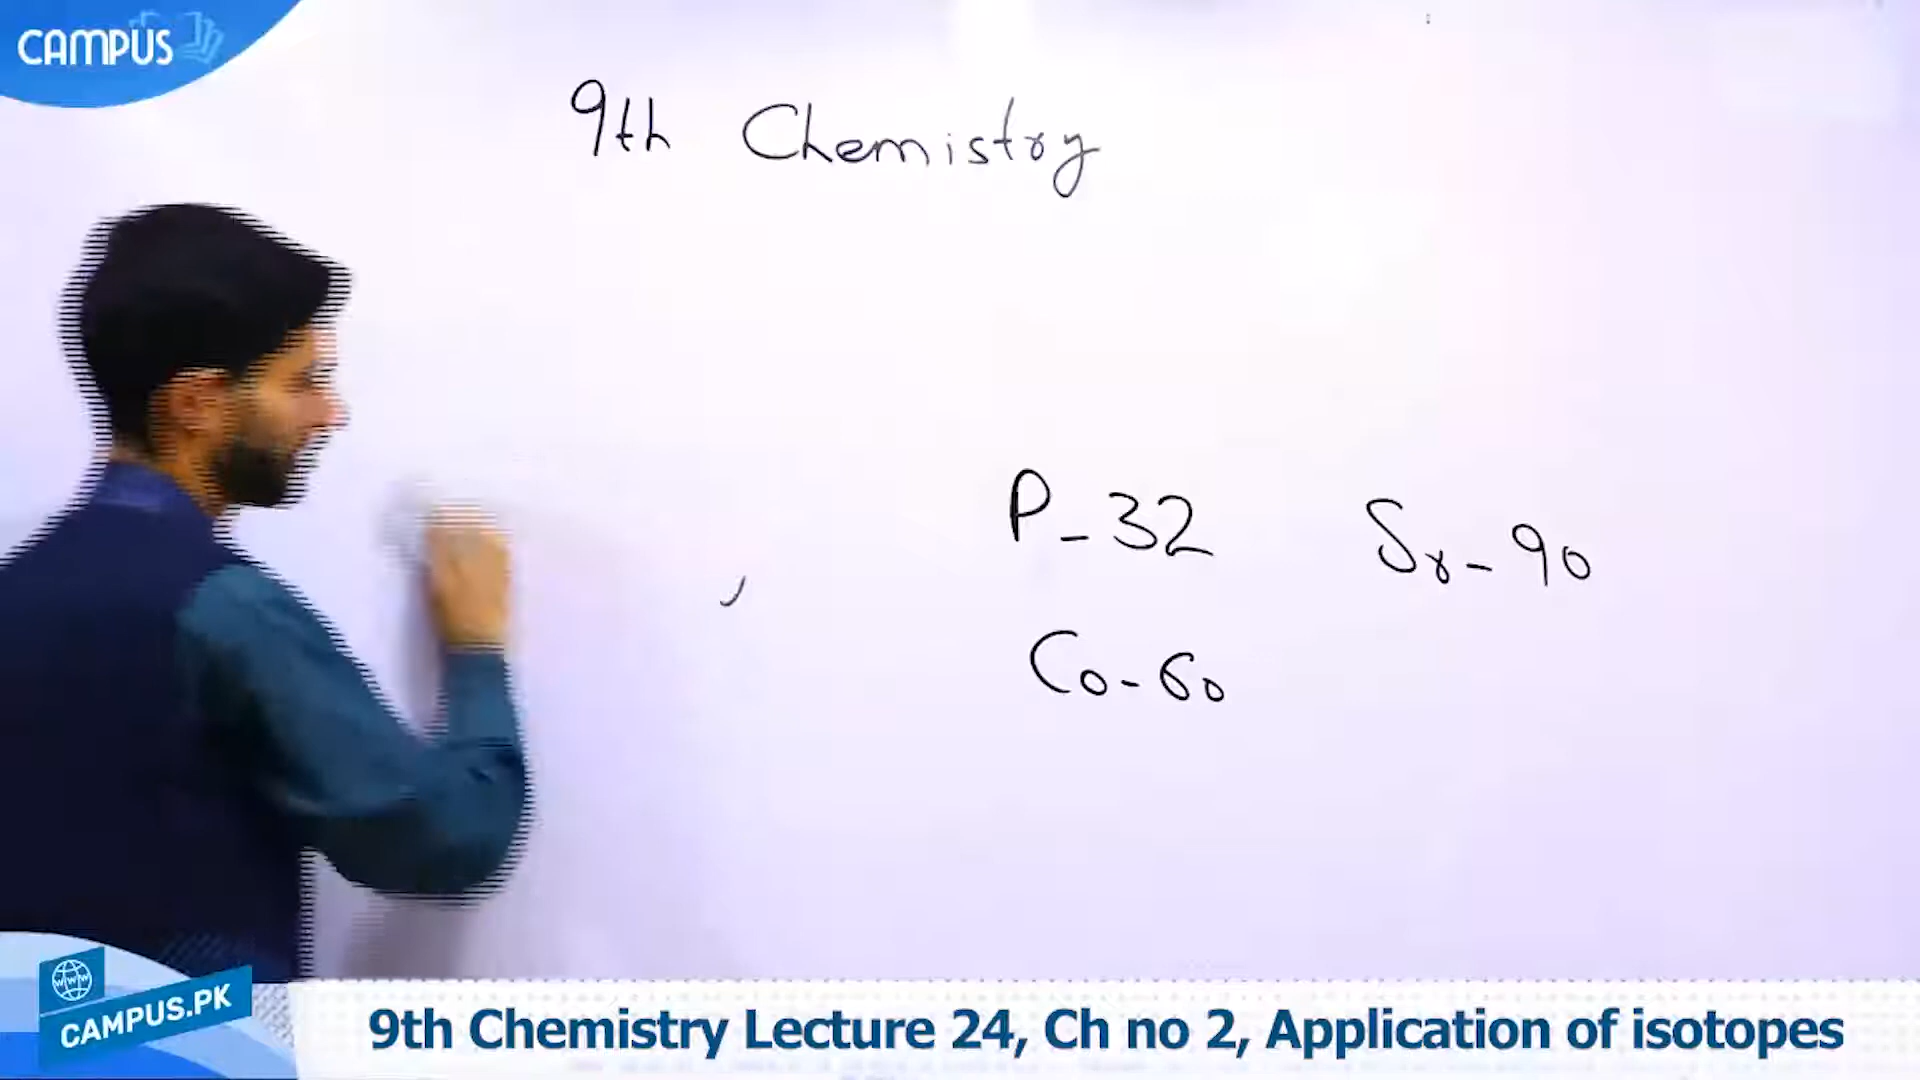 CAMPUS
9th Chemistry
P-32 Sr-90
Co-60
www
CAMPUS.PK
9th Chemistry Lecture 24, Ch no 2, Application of isotopes